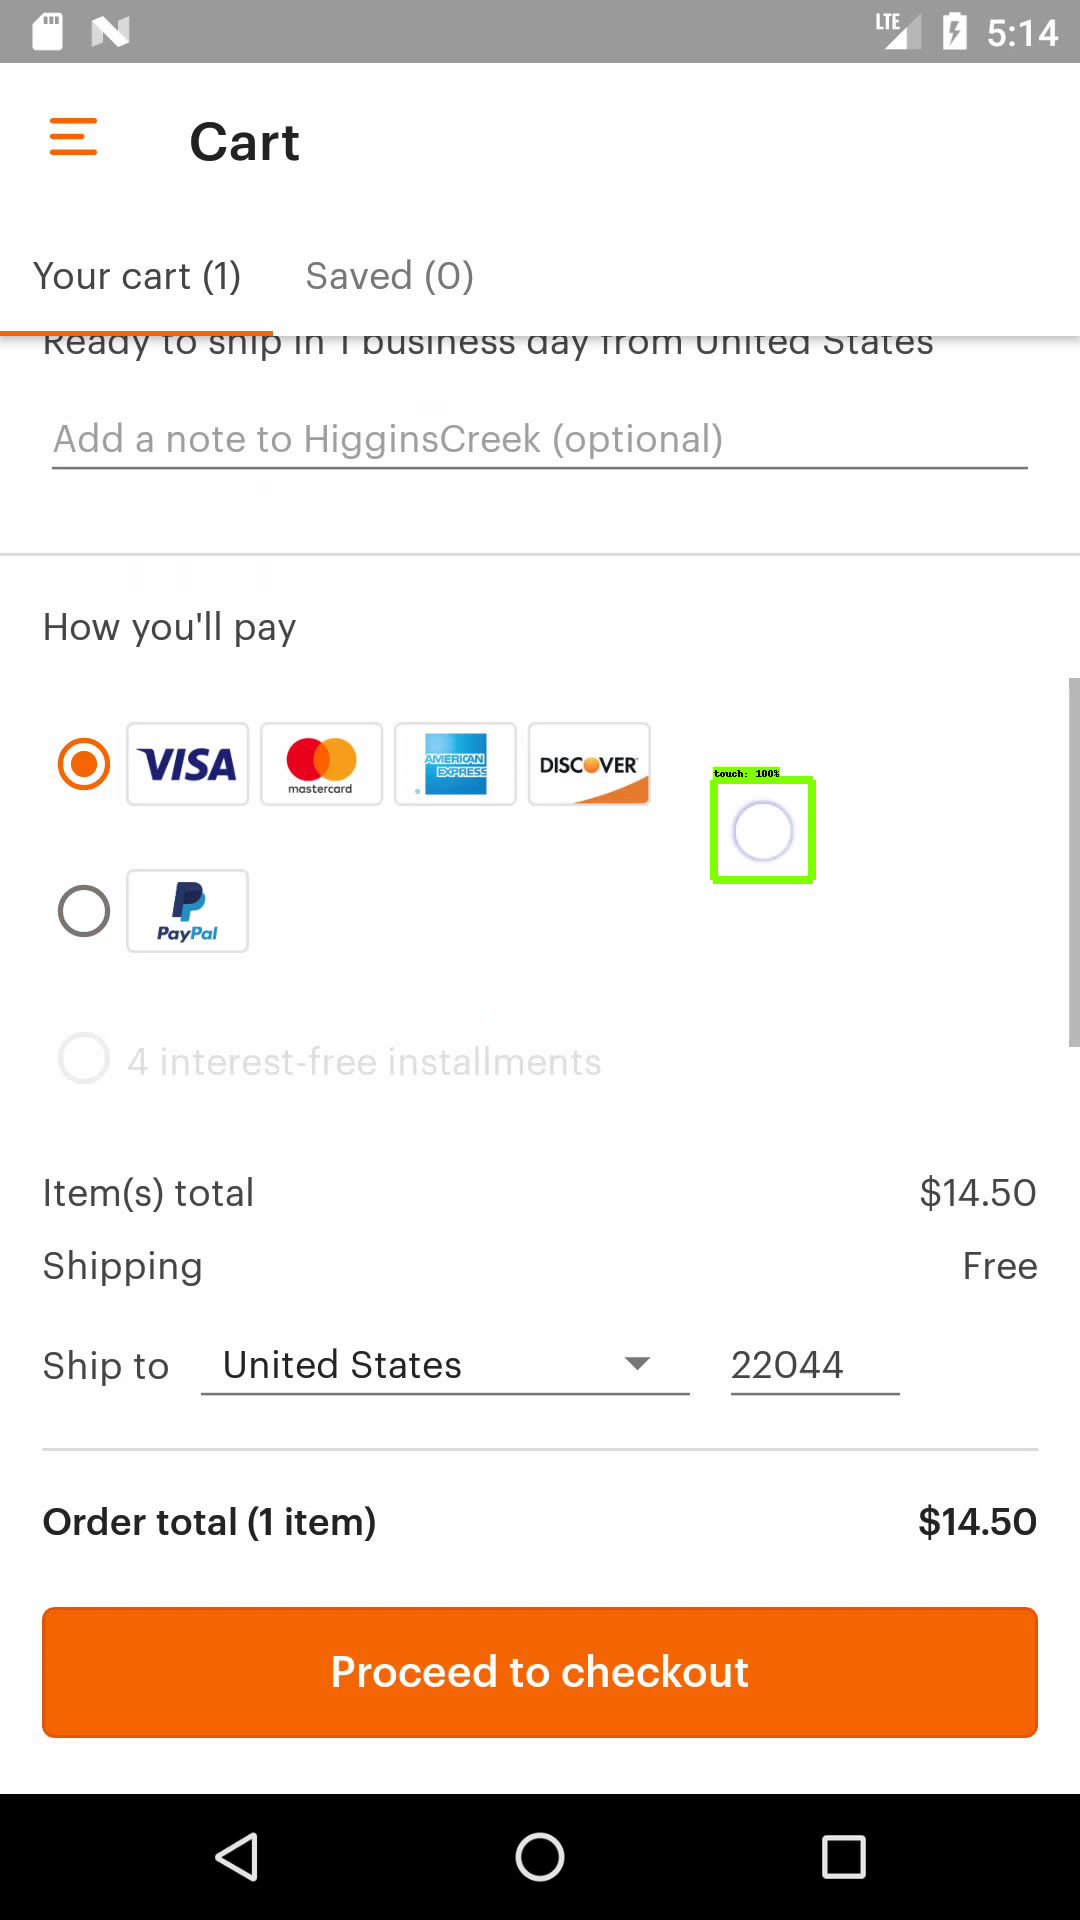 LTE 5:14
Cart
Your cart (1) Saved (0)
Ready to ship in 1 business day from United States
Add a note to HigginsCreek (optional)
How you'll pay
VISA mastercard AMERICAN EXPRESS DISCOVER
touch: 100%
PayPal
4 interest-free installments
Item(s) total $14.50
Shipping Free
Ship to United States 22044
Order total (1 item) $14.50
Proceed to checkout